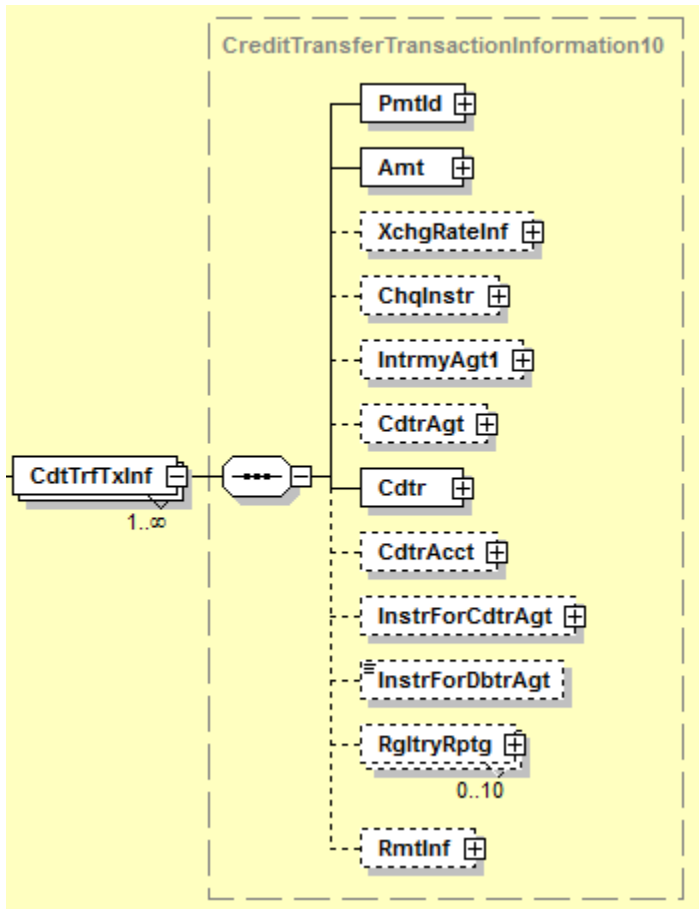 CreditTransferTransactionInformation10
PmtId
Amt
XchgRateInf
ChqInstr
IntrmyAgt1
CdtrAgt
CdtTrfTxInf
1..∞
Cdtr
CdtrAcct
InstrForCdtrAgt
InstrForDbtrAgt
RgltryRptg
0..10
RmtInf